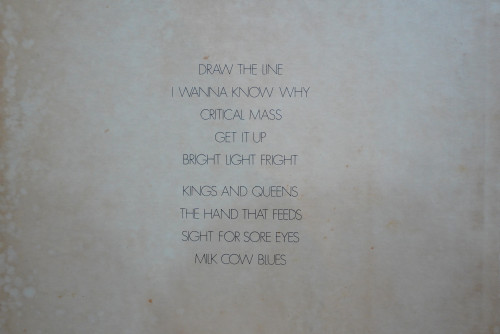 DRAW THE LINE
I WANNA KNOW WHY
CRITICAL MASS
GET IT UP
BRIGHT LIGHT FRIGHT
KINGS AND QUEENS
THE HAND THAT FEEDS
SIGHT FOR SORE EYES
MILK COW BLUES